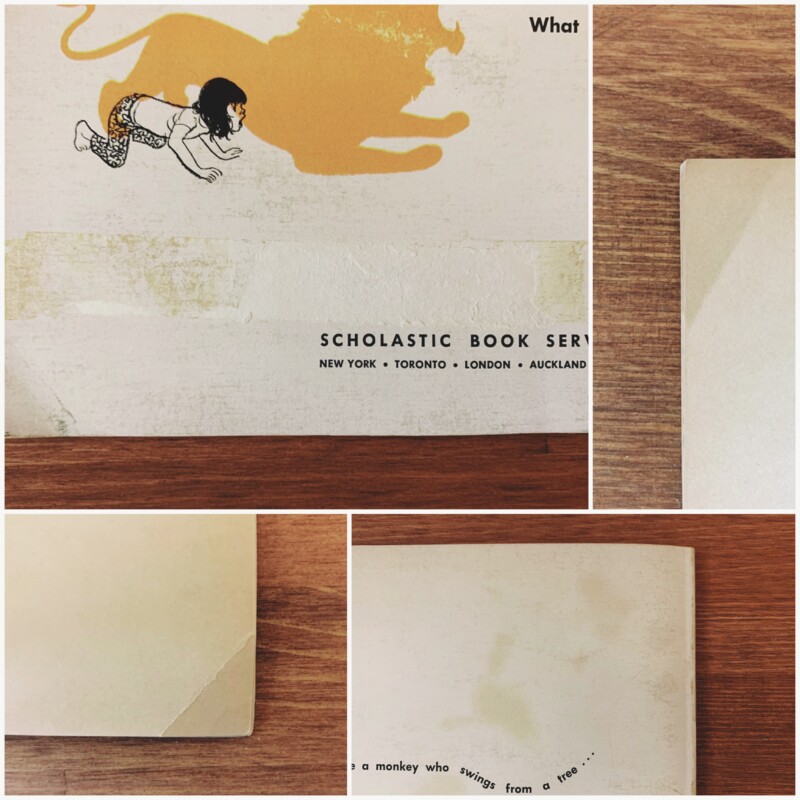 What
SCHOLASTIC BOOK SERV
NEW YORK • TORONTO • LONDON • AUCKLAND
e a monkey who swings from a tree ...